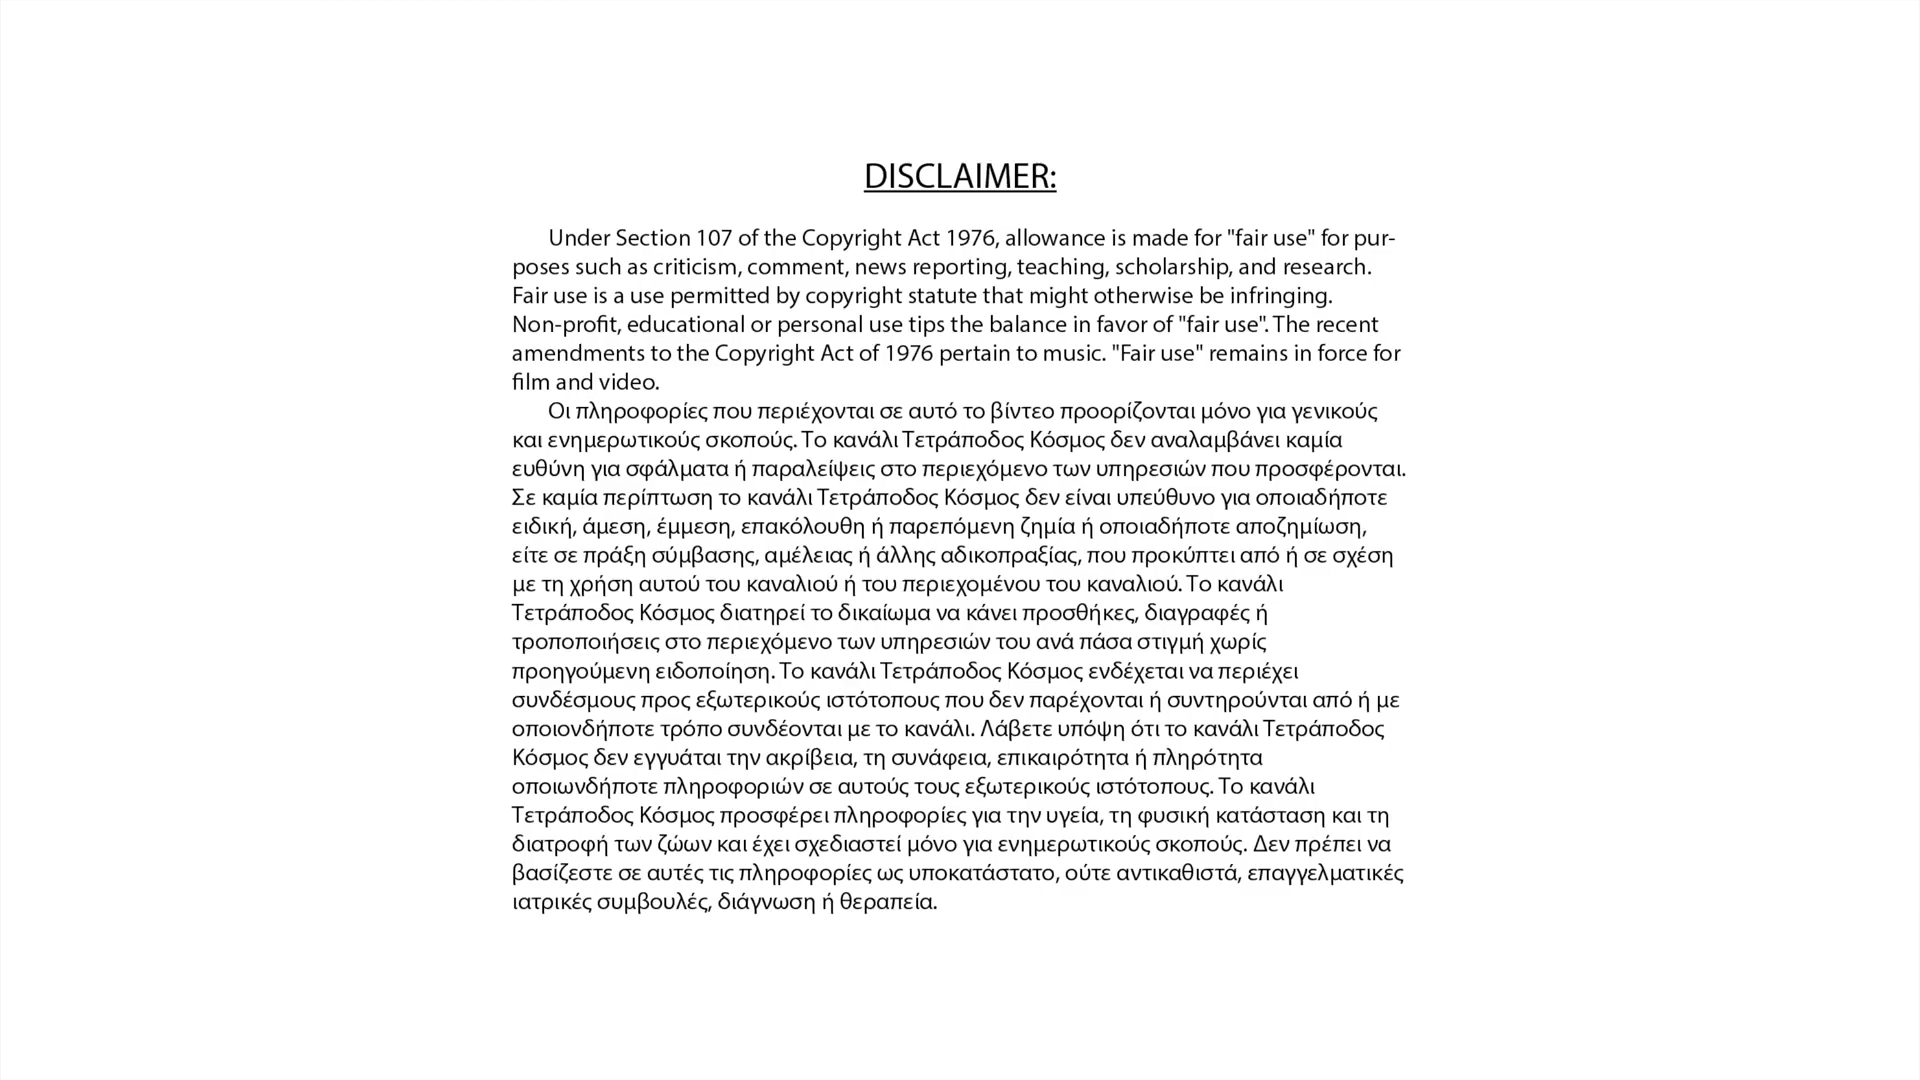 DISCLAIMER:
Under Section 107 of the Copyright Act 1976, allowance is made for "fair use" for pur-
poses such as criticism, comment, news reporting, teaching, scholarship, and research.
Fair use is a use permitted by copyright statute that might otherwise be infringing.
Non-profit, educational or personal use tips the balance in favor of "fair use". The recent
amendments to the Copyright Act of 1976 pertain to music. "Fair use" remains in force for
film and video.
Οι πληροφορίες που περιέχονται σε αυτό το βίντεο προορίζονται μόνο για γενικούς
και ενημερωτικούς σκοπούς. Το κανάλι Τετράποδος Κόσμος δεν αναλαμβάνει καμία
ευθύνη για σφάλματα ή παραλείψεις στο περιεχόμενο των υπηρεσιών που προσφέρονται.
Σε καμία περίπτωση το κανάλι Τετράποδος Κόσμος δεν είναι υπεύθυνο για οποιαδήποτε
ειδική, άμεση, έμμεση, επακόλουθη ή παρεπόμενη ζημία ή οποιαδήποτε αποζημίωση,
είτε σε πράξη σύμβασης, αμέλειας ή άλλης αδικοπραξίας, που προκύπτει από ή σε σχέση
με τη χρήση αυτού του καναλιού ή του περιεχομένου του καναλιού. Το κανάλι
Τετράποδος Κόσμος διατηρεί το δικαίωμα να κάνει προσθήκες, διαγραφές ή
τροποποιήσεις στο περιεχόμενο των υπηρεσιών του ανά πάσα στιγμή χωρίς
προηγούμενη ειδοποίηση. Το κανάλι Τετράποδος Κόσμος ενδέχεται να περιέχει
συνδέσμους προς εξωτερικούς ιστότοπους που δεν παρέχονται ή συντηρούνται από ή με
οποιονδήποτε τρόπο συνδέονται με το κανάλι. Λάβετε υπόψη ότι το κανάλι Τετράποδος
Κόσμος δεν εγγυάται την ακρίβεια, τη συνάφεια, επικαιρότητα ή πληρότητα
οποιωνδήποτε πληροφοριών σε αυτούς τους εξωτερικούς ιστότοπους. Το κανάλι
Τετράποδος Κόσμος προσφέρει πληροφορίες για την υγεία, τη φυσική κατάσταση και τη
διατροφή των ζώων και έχει σχεδιαστεί μόνο για ενημερωτικούς σκοπούς. Δεν πρέπει να
βασίζεστε σε αυτές τις πληροφορίες ως υποκατάστατο, ούτε αντικαθιστά, επαγγελματικές
ιατρικές συμβουλές, διάγνωση ή θεραπεία.